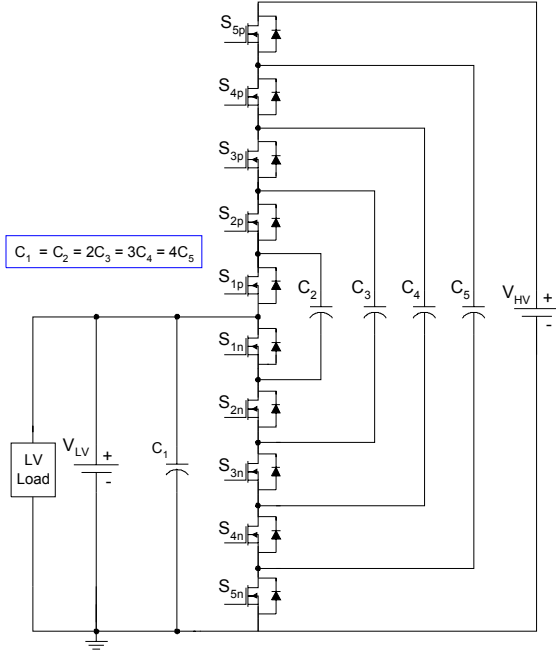 S5p
S4p
S3p
S2p
C1 = C2 = 2C3 = 3C4 = 4C5
S1p
C2
C3
C4
C5
VHV
+
-
S1n
S2n
LV
Load
VLV
+
-
C1
S3n
S4n
S5n